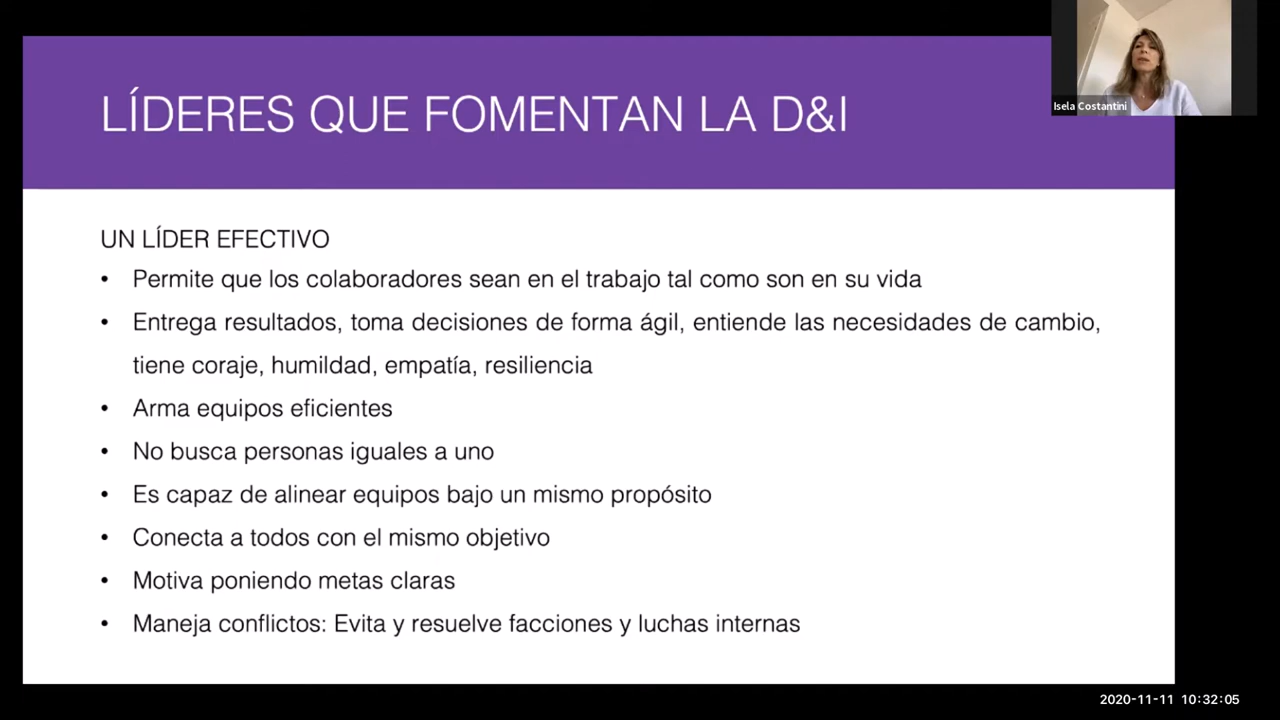 LÍDERES QUE FOMENTAN LA D&I
Isela Costantini
UN LÍDER EFECTIVO
• Permite que los colaboradores sean en el trabajo tal como son en su vida
• Entrega resultados, toma decisiones de forma ágil, entiende las necesidades de cambio,
tiene coraje, humildad, empatía, resiliencia
• Arma equipos eficientes
• No busca personas iguales a uno
• Es capaz de alinear equipos bajo un mismo propósito
• Conecta a todos con el mismo objetivo
• Motiva poniendo metas claras
• Maneja conflictos: Evita y resuelve facciones y luchas internas
2020-11-11 10:32:05